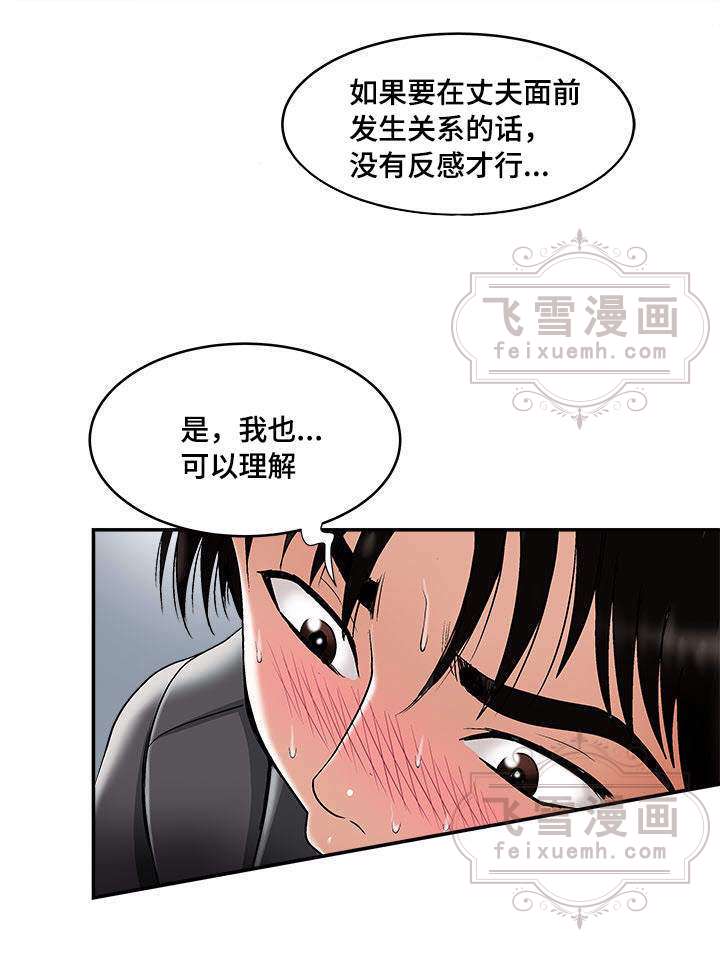 如果要在丈夫面前
发生关系的话，
没有反感才行...
飞雪漫画
feixuemh.com
是，我也...
可以理解
飞雪漫画
feixuemh.com